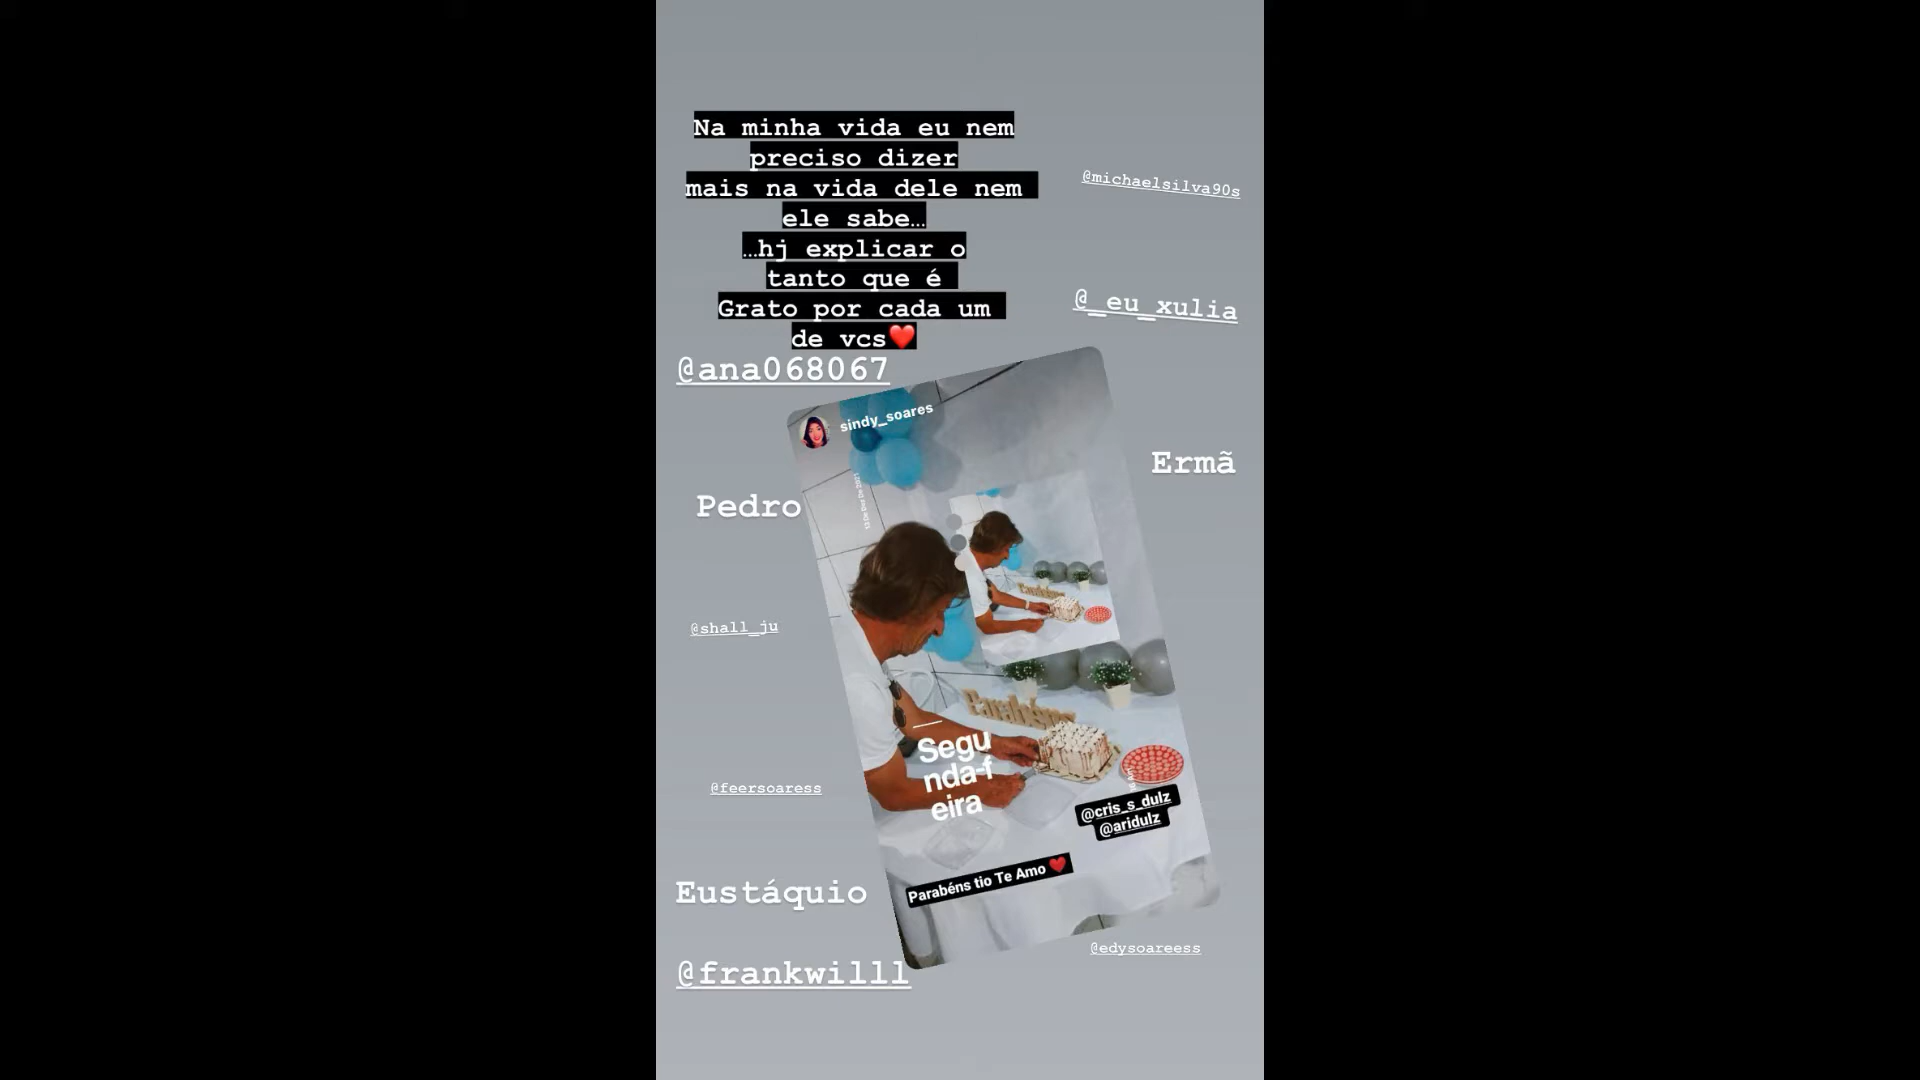 Na minha vida eu nem
preciso dizer
mais na vida dele nem
ele sabe…
…hj explicar o
tanto que é
Grato por cada um
de vcs❤️
@michaelsilva90s
@_eu_xulia
@ana068067
sindy_soares
Ermã
Pedro
@shall_ju
Parabéns
Segu
nda-f
eira
@feersoaress
@cris_s_dulz
@aridulz
Parabéns tio Te Amo ❤️
Eustáquio
@edysoareess
@frankwilll